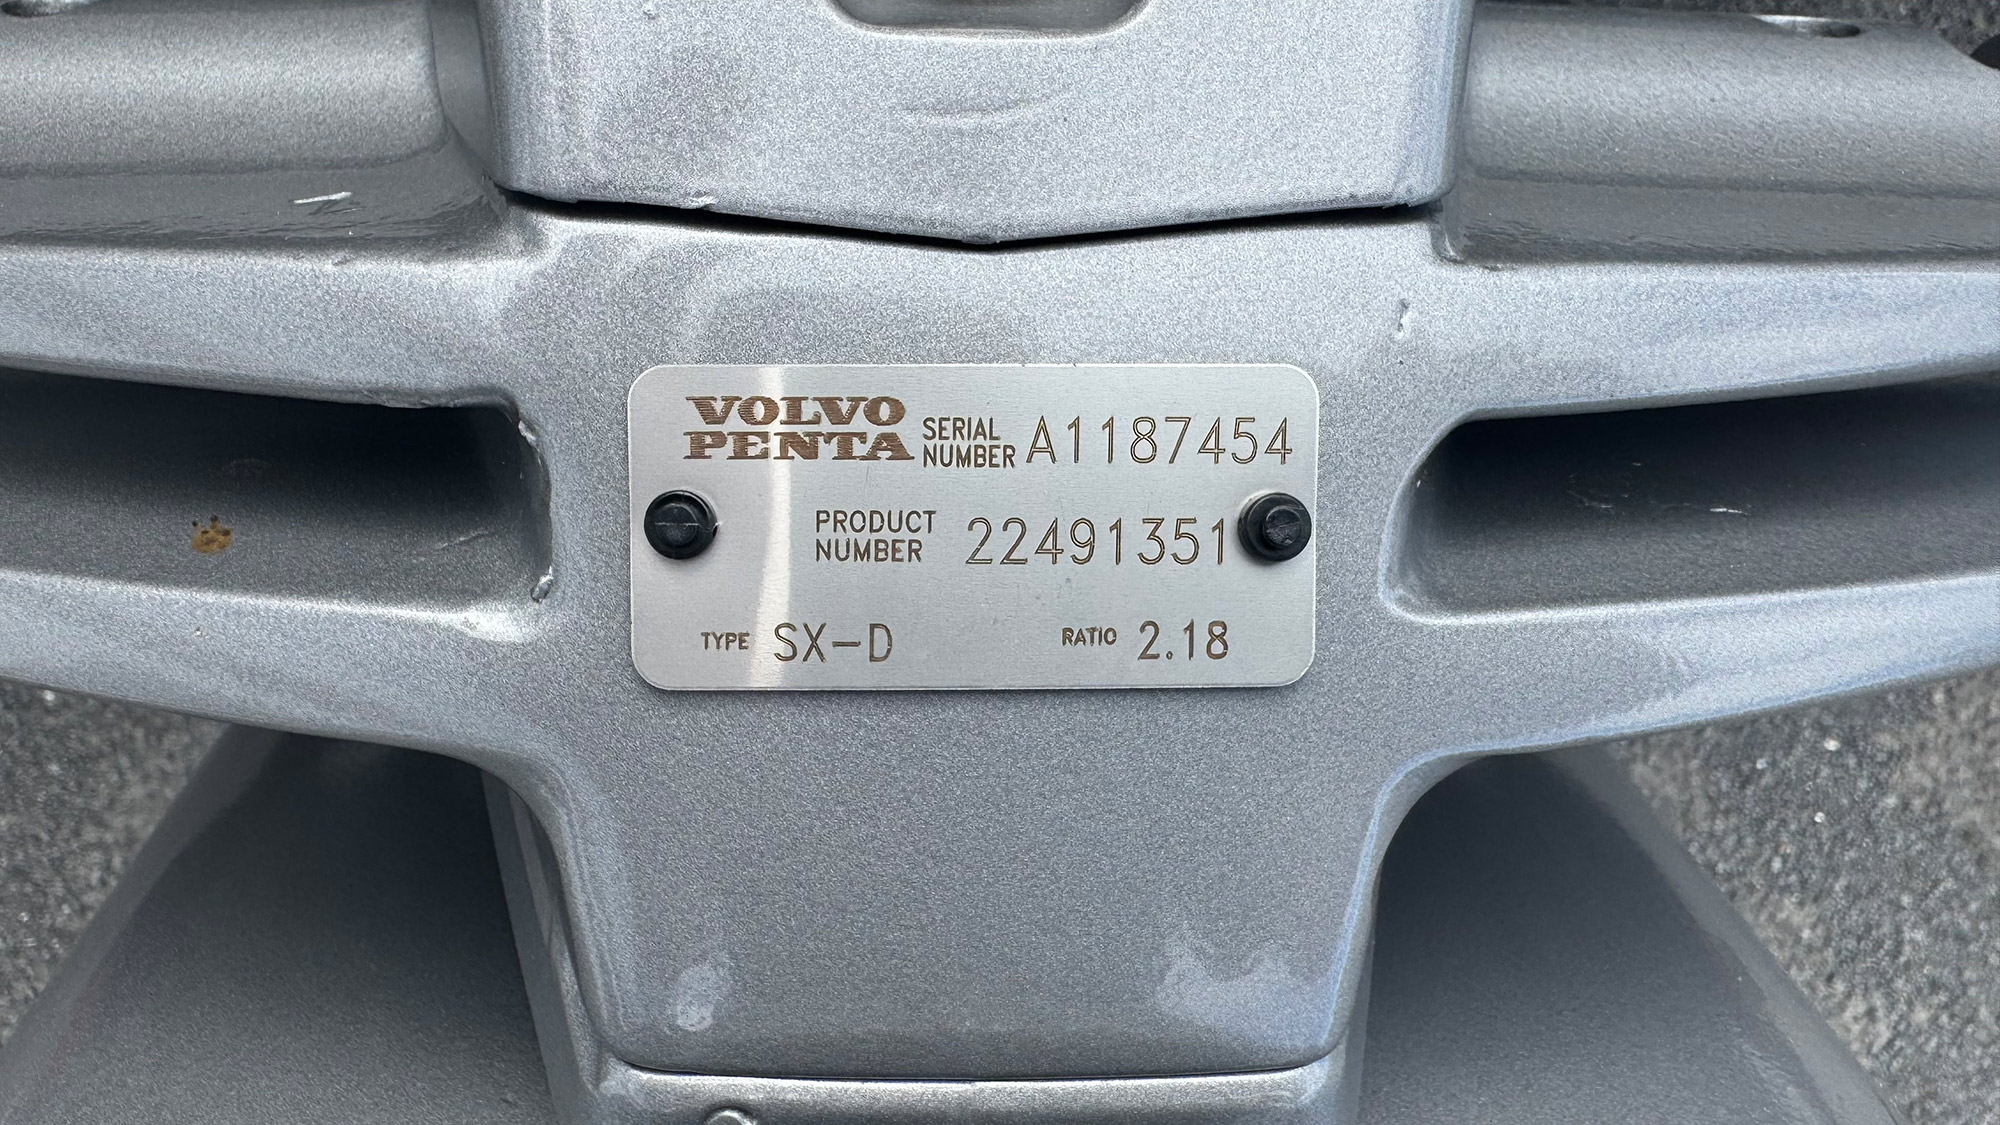 VOLVO
PENTA
SERIAL
NUMBER A1187454
PRODUCT
NUMBER 22491351
TYPE SX-D RATIO 2.18